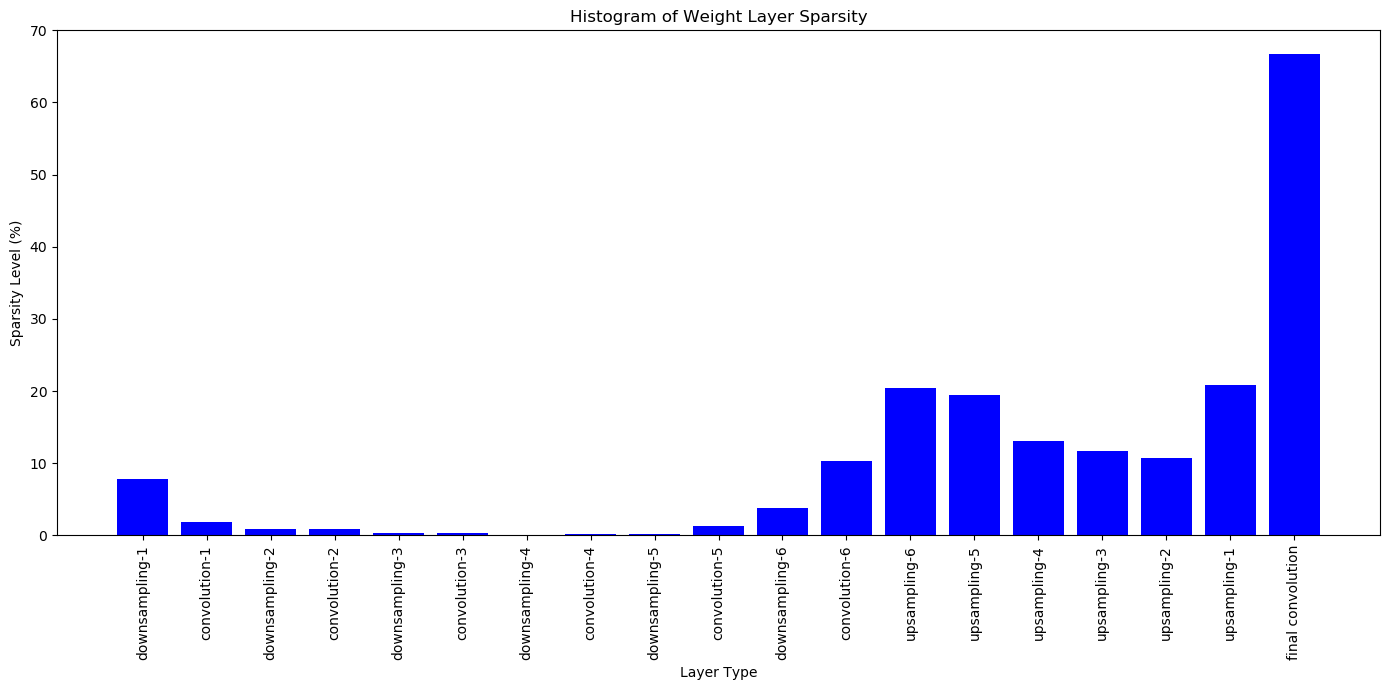 Histogram of Weight Layer Sparsity
Sparsity Level (%)
70
60
50
40
30
20
10
0
downsampling-1
convolution-1
downsampling-2
convolution-2
downsampling-3
convolution-3
downsampling-4
convolution-4
downsampling-5
convolution-5
downsampling-6
convolution-6
upsampling-6
upsampling-5
upsampling-4
upsampling-3
upsampling-2
upsampling-1
final convolution
Layer Type